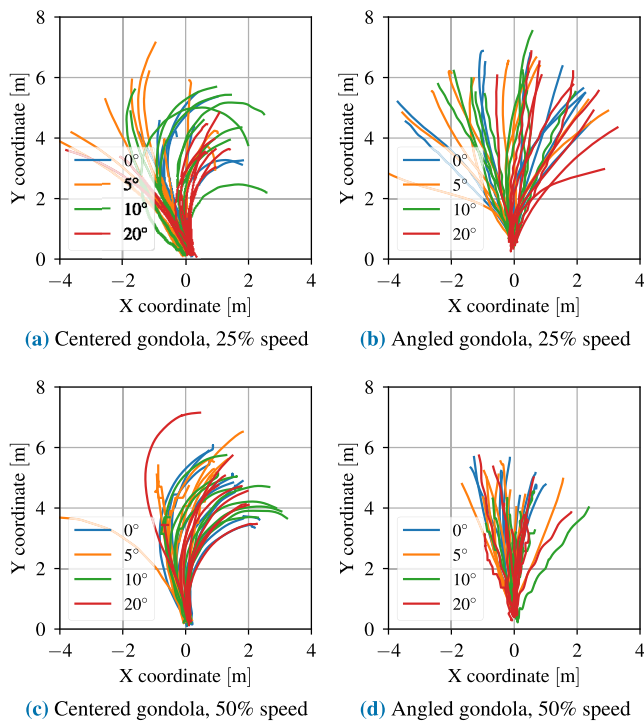 8
6
4
2
0
Y coordinate [m]
0°
5°
10°
20°
−4 −2 0 2 4
X coordinate [m]
(a) Centered gondola, 25% speed
8
6
4
2
0
Y coordinate [m]
0°
5°
10°
20°
−4 −2 0 2 4
X coordinate [m]
(b) Angled gondola, 25% speed
8
6
4
2
0
Y coordinate [m]
0°
5°
10°
20°
−4 −2 0 2 4
X coordinate [m]
(c) Centered gondola, 50% speed
8
6
4
2
0
Y coordinate [m]
0°
5°
10°
20°
−4 −2 0 2 4
X coordinate [m]
(d) Angled gondola, 50% speed